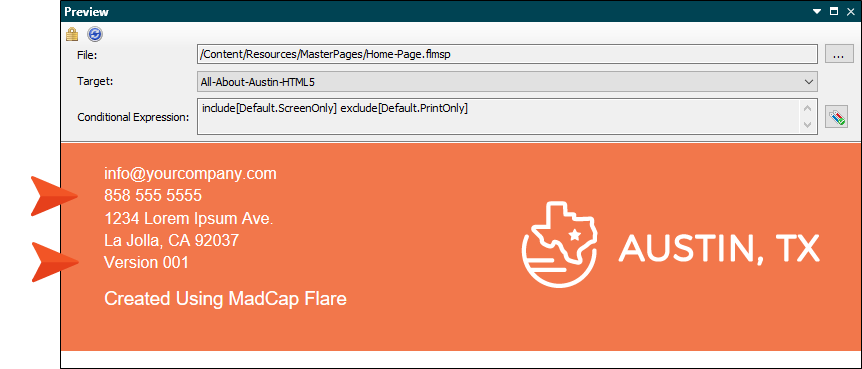 Preview
File:
/Content/Resources/MasterPages/Home-Page.flmsp
...
Target:
All-About-Austin-HTML5
Conditional Expression:
include[Default.ScreenOnly] exclude[Default.PrintOnly]
info@yourcompany.com
858 555 5555
1234 Lorem Ipsum Ave.
La Jolla, CA 92037
Version 001
Created Using MadCap Flare
AUSTIN, TX